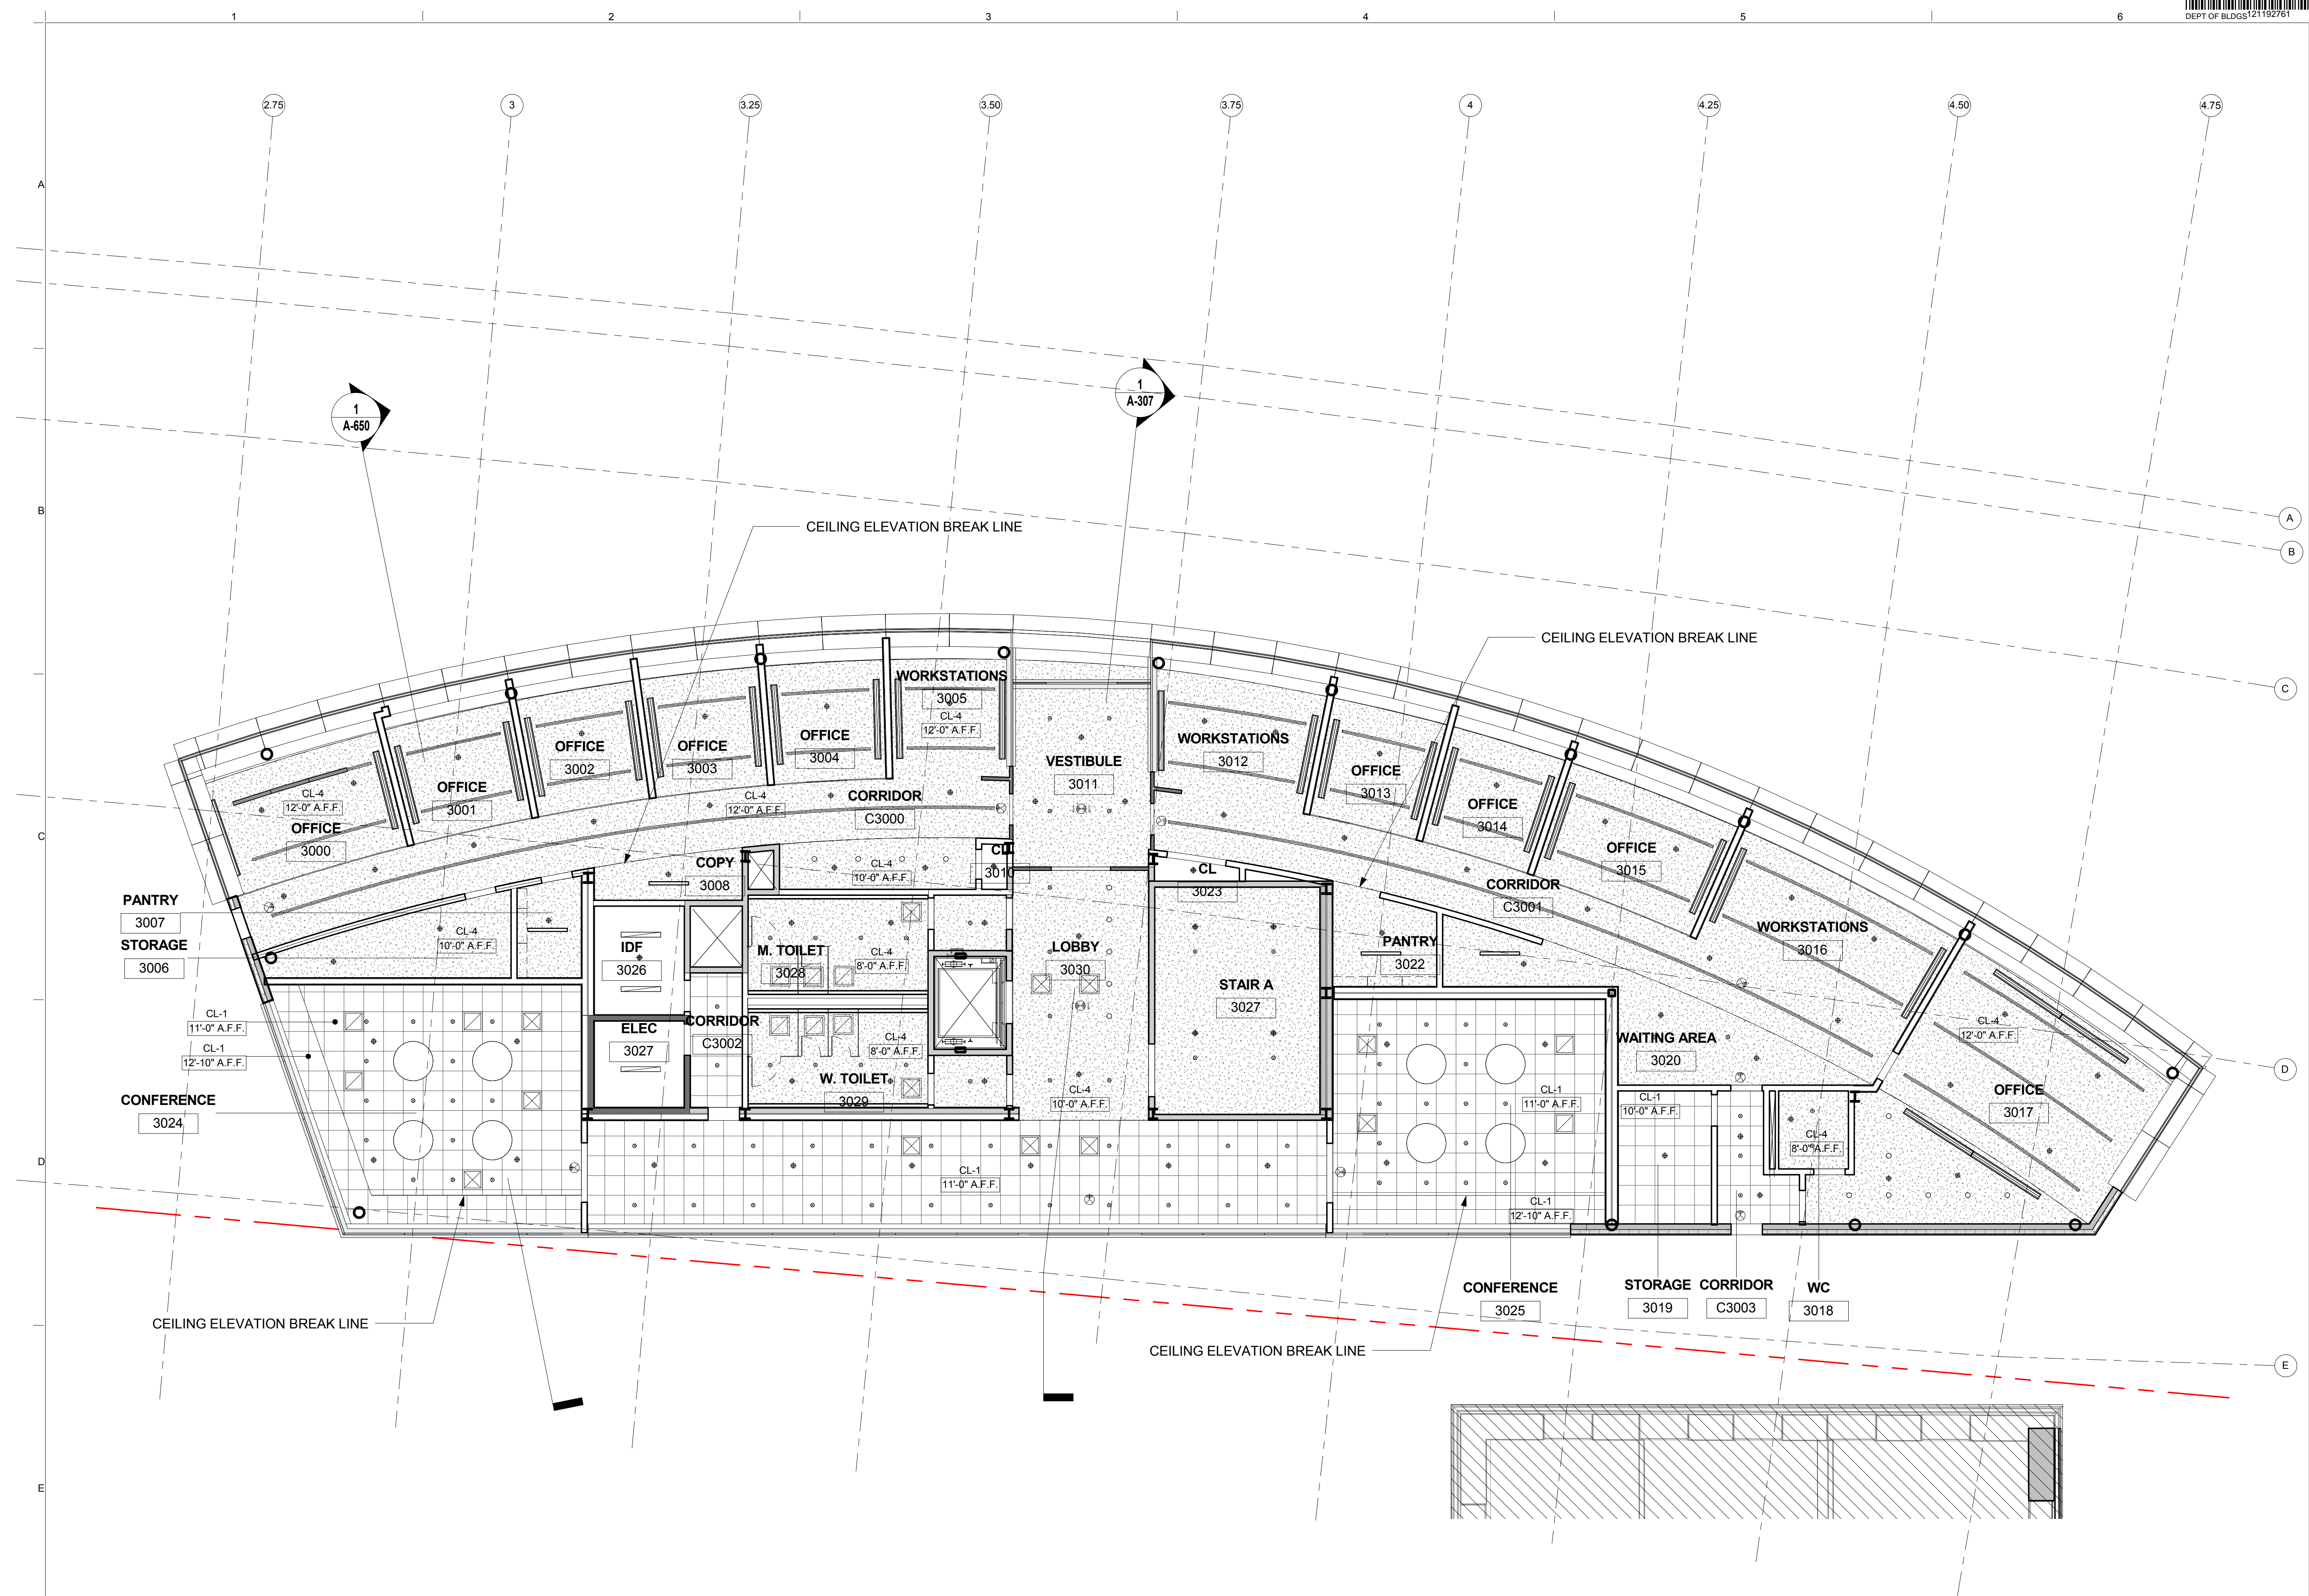 DEPT OF BLDGS121192761
1 2 3 4 5 6
2.75 3 3.25 3.50 3.75 4 4.25 4.50 4.75
A
B
C
D
E
A
B
C
D
E
1
A-650
1
A-307
CEILING ELEVATION BREAK LINE
CEILING ELEVATION BREAK LINE
WORKSTATIONS
3005
CL-4
12'-0" A.F.F.
OFFICE
3004
OFFICE
3003
OFFICE
3002
OFFICE
3001
CL-4
12'-0" A.F.F.
OFFICE
3000
CL-4
12'-0" A.F.F.
CORRIDOR
C3000
VESTIBULE
3011
WORKSTATIONS
3012
OFFICE
3013
OFFICE
3014
OFFICE
3015
CORRIDOR
C3001
WORKSTATIONS
3016
COPY
3008
CL-4
10'-0" A.F.F.
CL
3010
CL
3023
PANTRY
3007
STORAGE
3006
CL-4
10'-0" A.F.F.
IDF
3026
M. TOILET
3028
CL-4
8'-0" A.F.F.
LOBBY
3030
STAIR A
3027
PANTRY
3022
CL-1
11'-0" A.F.F.
CL-1
12'-10" A.F.F.
CONFERENCE
3024
ELEC
3027
CORRIDOR
C3002
CL-4
8'-0" A.F.F.
W. TOILET
3029
CL-4
10'-0" A.F.F.
WAITING AREA
3020
CL-4
12'-0" A.F.F.
OFFICE
3017
CL-1
11'-0" A.F.F.
CL-1
10'-0" A.F.F.
CL-4
8'-0" A.F.F.
CL-1
11'-0" A.F.F.
CL-1
12'-10" A.F.F.
CONFERENCE
3025
STORAGE
3019
CORRIDOR
C3003
WC
3018
CEILING ELEVATION BREAK LINE
CEILING ELEVATION BREAK LINE